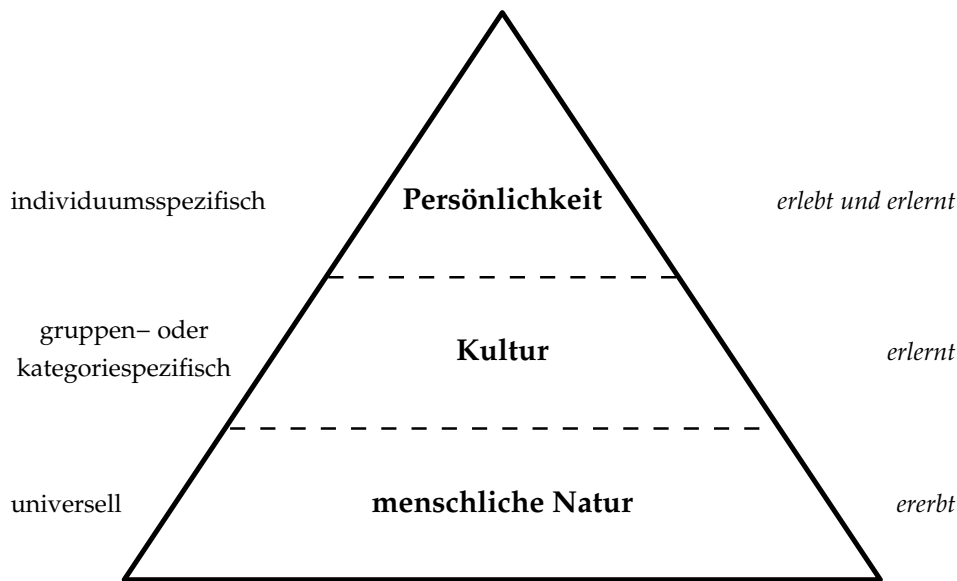 individuumsspezifisch
Persönlichkeit
erlebt und erlernt
gruppen– oder
kategoriespezifisch
Kultur
erlernt
universell
menschliche Natur
ererbt